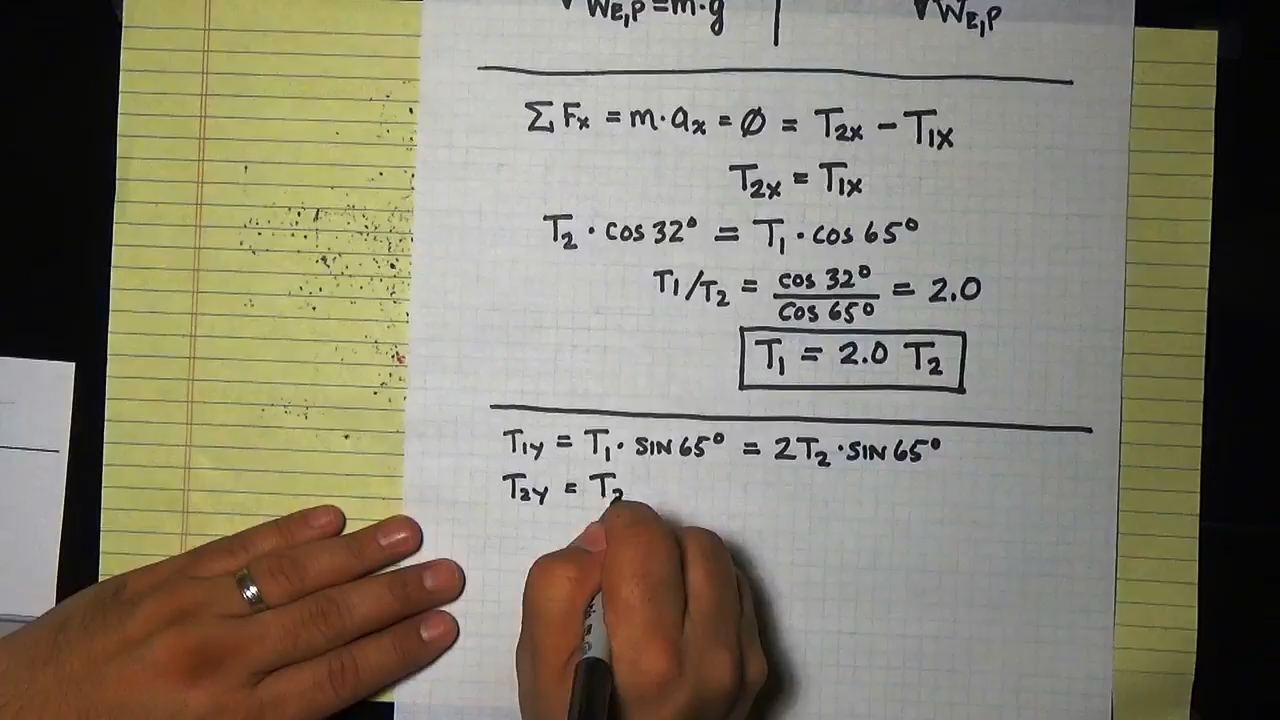 W_E,P = m·g | W_E,P
ΣFx = m·ax = Ø = T2x − T1x
T2x = T1x
T2 · cos 32° = T1 · cos 65°
T1/T2 = cos 32° / cos 65° = 2.0
T1 = 2.0 T2
T1y = T1 · SIN 65° = 2T2 · SIN 65°
T2y = T2